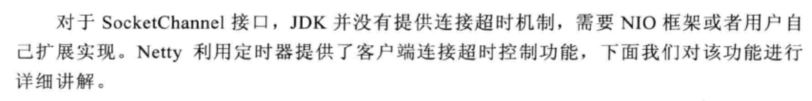 对于 SocketChannel 接口，JDK 并没有提供连接超时机制，需要 NIO 框架或者用户自
己扩展实现。Netty 利用定时器提供了客户端连接超时控制功能，下面我们对该功能进行
详细讲解。